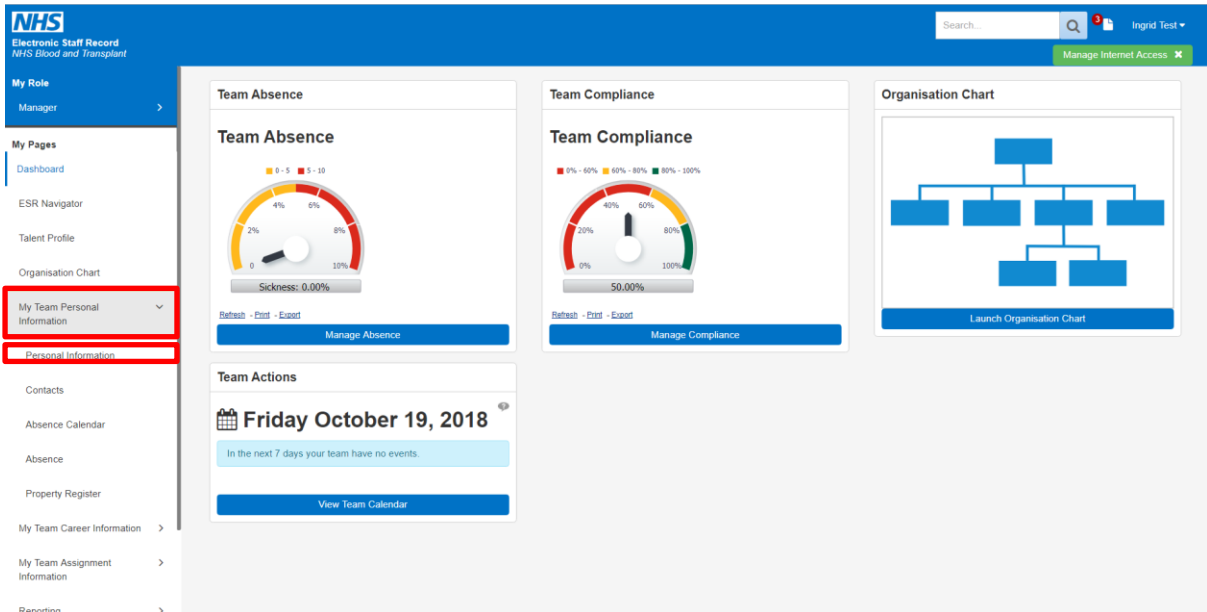 NHS
Electronic Staff Record
NHS Blood and Transplant
Search...
3
Ingrid Test
Manage Internet Access ×
My Role
Manager
My Pages
Dashboard
ESR Navigator
Talent Profile
Organisation Chart
My Team Personal
Information
Personal Information
Contacts
Absence Calendar
Absence
Property Register
My Team Career Information
My Team Assignment
Information
Reporting
Team Absence
Team Absence
0 - 5 5 - 10
4% 6%
2% 8%
0 10%
Sickness: 0.00%
Refresh - Print - Export
Manage Absence
Team Compliance
Team Compliance
0% - 60% 60% - 80% 80% - 100%
40% 60%
20% 80%
0% 100%
50.00%
Refresh - Print - Export
Manage Compliance
Organisation Chart
Launch Organisation Chart
Team Actions
Friday October 19, 2018
In the next 7 days your team have no events.
View Team Calendar